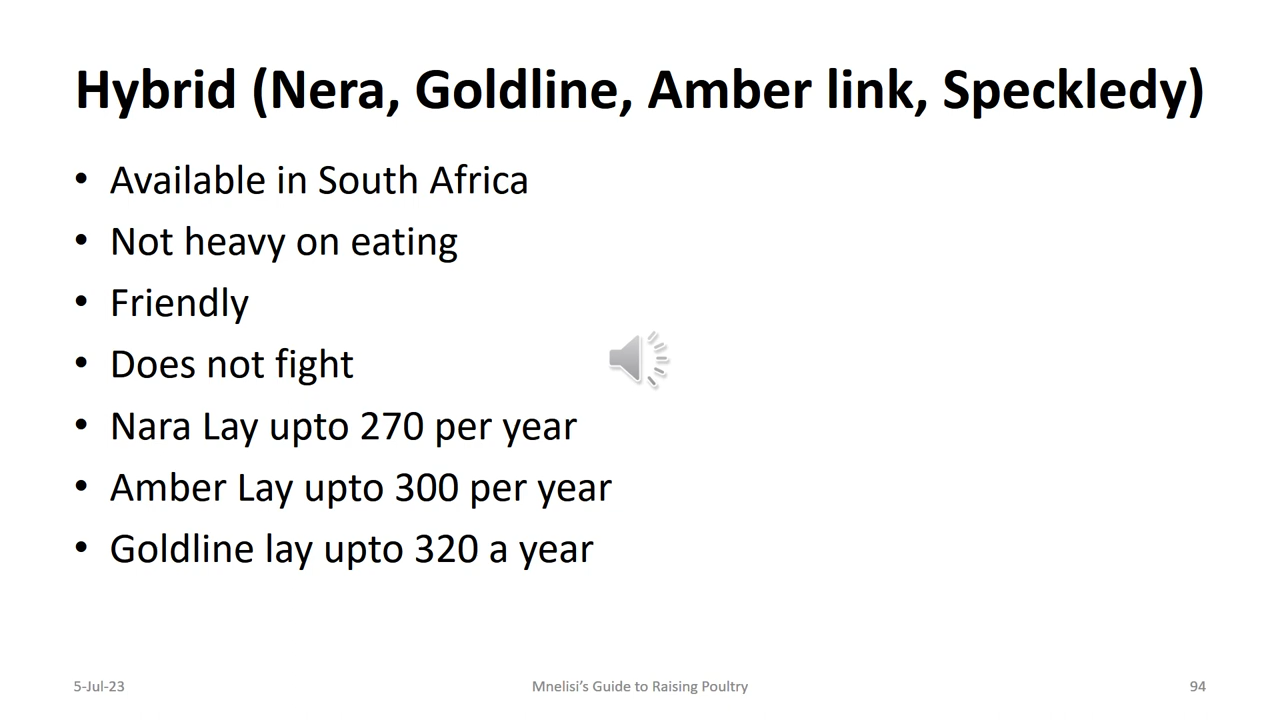 Hybrid (Nera, Goldline, Amber link, Speckledy)
• Available in South Africa
• Not heavy on eating
• Friendly
• Does not fight
• Nara Lay upto 270 per year
• Amber Lay upto 300 per year
• Goldline lay upto 320 a year
5-Jul-23
Mnelisi’s Guide to Raising Poultry
94